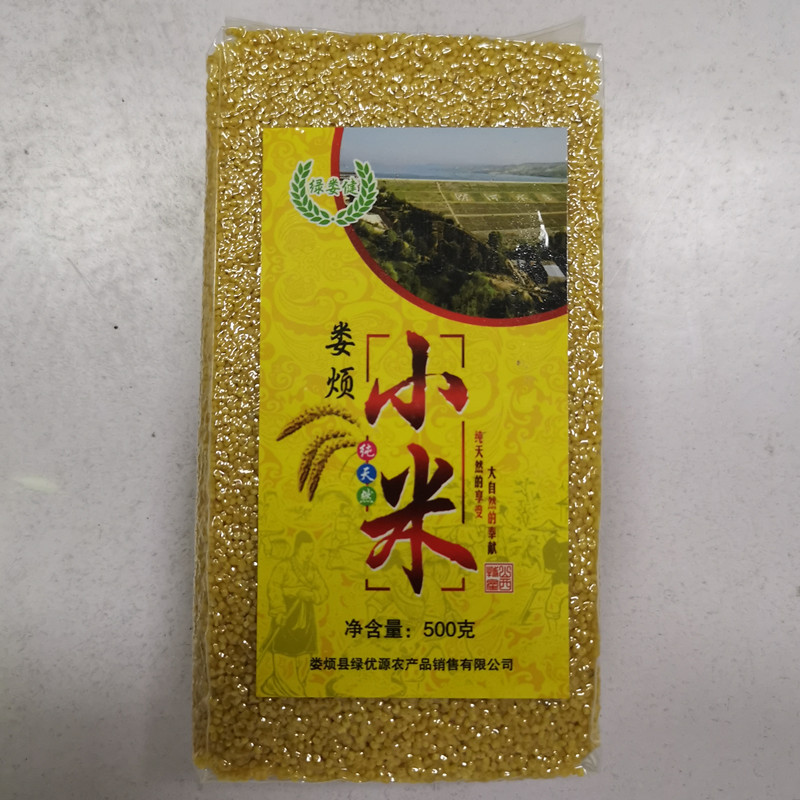 绿娄佳
娄烦
小米
纯天然
大自然的奉献
纯天然的享受
净含量：500克
娄烦县绿优源农产品销售有限公司